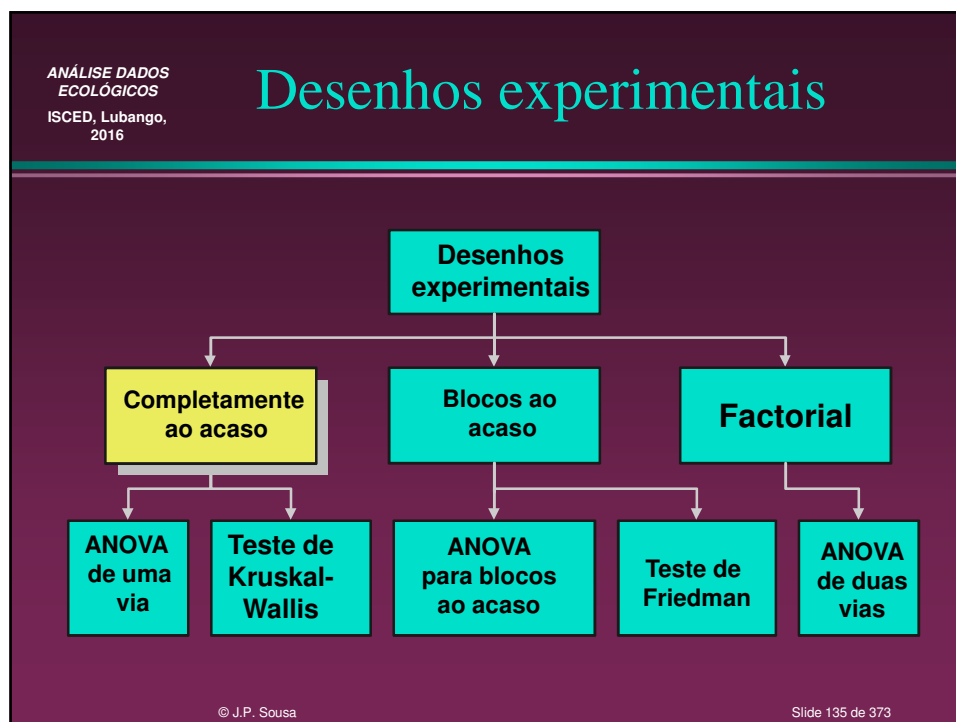 ANÁLISE DADOS
ECOLÓGICOS
ISCED, Lubango,
2016
Desenhos experimentais
Desenhos
experimentais
Completamente
ao acaso
Blocos ao
acaso
Factorial
ANOVA
de uma
via
Teste de
Kruskal-
Wallis
ANOVA
para blocos
ao acaso
Teste de
Friedman
ANOVA
de duas
vias
© J.P. Sousa
Slide 135 de 373